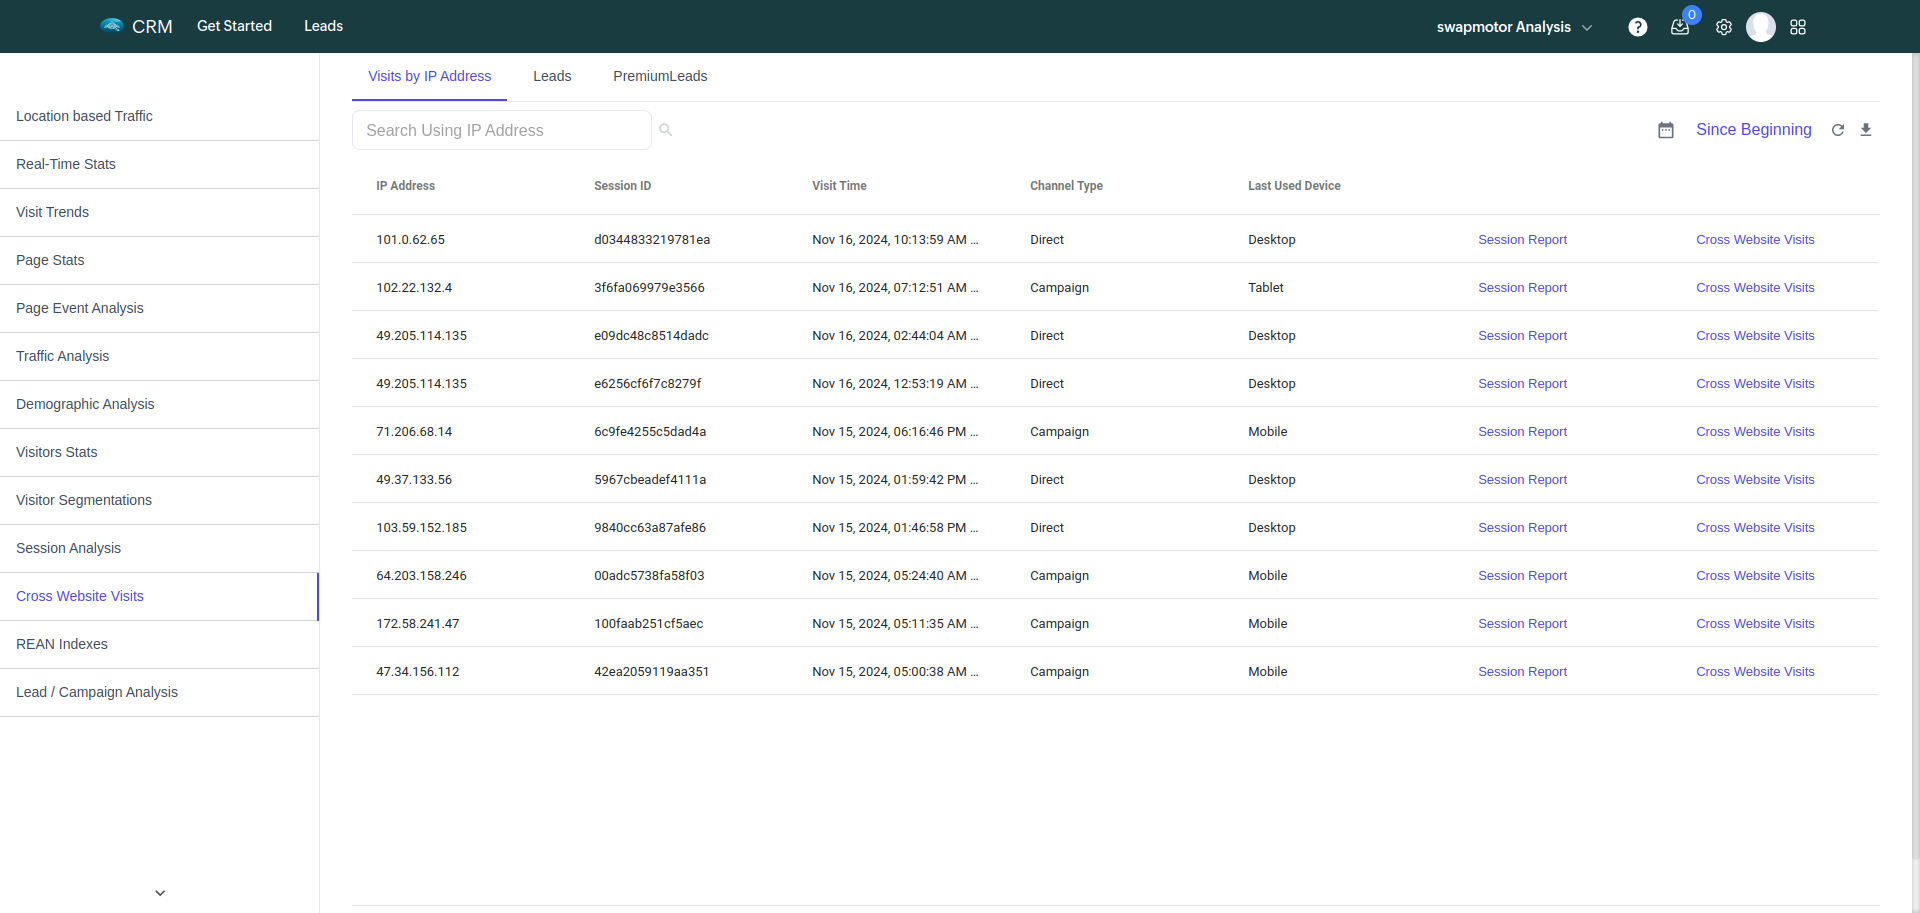 CRM Get Started Leads swapmotor Analysis ? 0
Visits by IP Address Leads PremiumLeads
Location based Traffic
Real-Time Stats
Visit Trends
Page Stats
Page Event Analysis
Traffic Analysis
Demographic Analysis
Visitors Stats
Visitor Segmentations
Session Analysis
Cross Website Visits
REAN Indexes
Lead / Campaign Analysis
Search Using IP Address Since Beginning
IP Address Session ID Visit Time Channel Type Last Used Device
101.0.62.65 d0344833219781ea Nov 16, 2024, 10:13:59 AM ... Direct Desktop Session Report Cross Website Visits
102.22.132.4 3f6fa069979e3566 Nov 16, 2024, 07:12:51 AM ... Campaign Tablet Session Report Cross Website Visits
49.205.114.135 e09dc48c8514dadc Nov 16, 2024, 02:44:04 AM ... Direct Desktop Session Report Cross Website Visits
49.205.114.135 e6256cf6f7c8279f Nov 16, 2024, 12:53:19 AM ... Direct Desktop Session Report Cross Website Visits
71.206.68.14 6c9fe4255c5dad4a Nov 15, 2024, 06:16:46 PM ... Campaign Mobile Session Report Cross Website Visits
49.37.133.56 5967cbeadef4111a Nov 15, 2024, 01:59:42 PM ... Direct Desktop Session Report Cross Website Visits
103.59.152.185 9840cc63a87afe86 Nov 15, 2024, 01:46:58 PM ... Direct Desktop Session Report Cross Website Visits
64.203.158.246 00adc5738fa58f03 Nov 15, 2024, 05:24:40 AM ... Campaign Mobile Session Report Cross Website Visits
172.58.241.47 100faab251cf5aec Nov 15, 2024, 05:11:35 AM ... Campaign Mobile Session Report Cross Website Visits
47.34.156.112 42ea2059119aa351 Nov 15, 2024, 05:00:38 AM ... Campaign Mobile Session Report Cross Website Visits